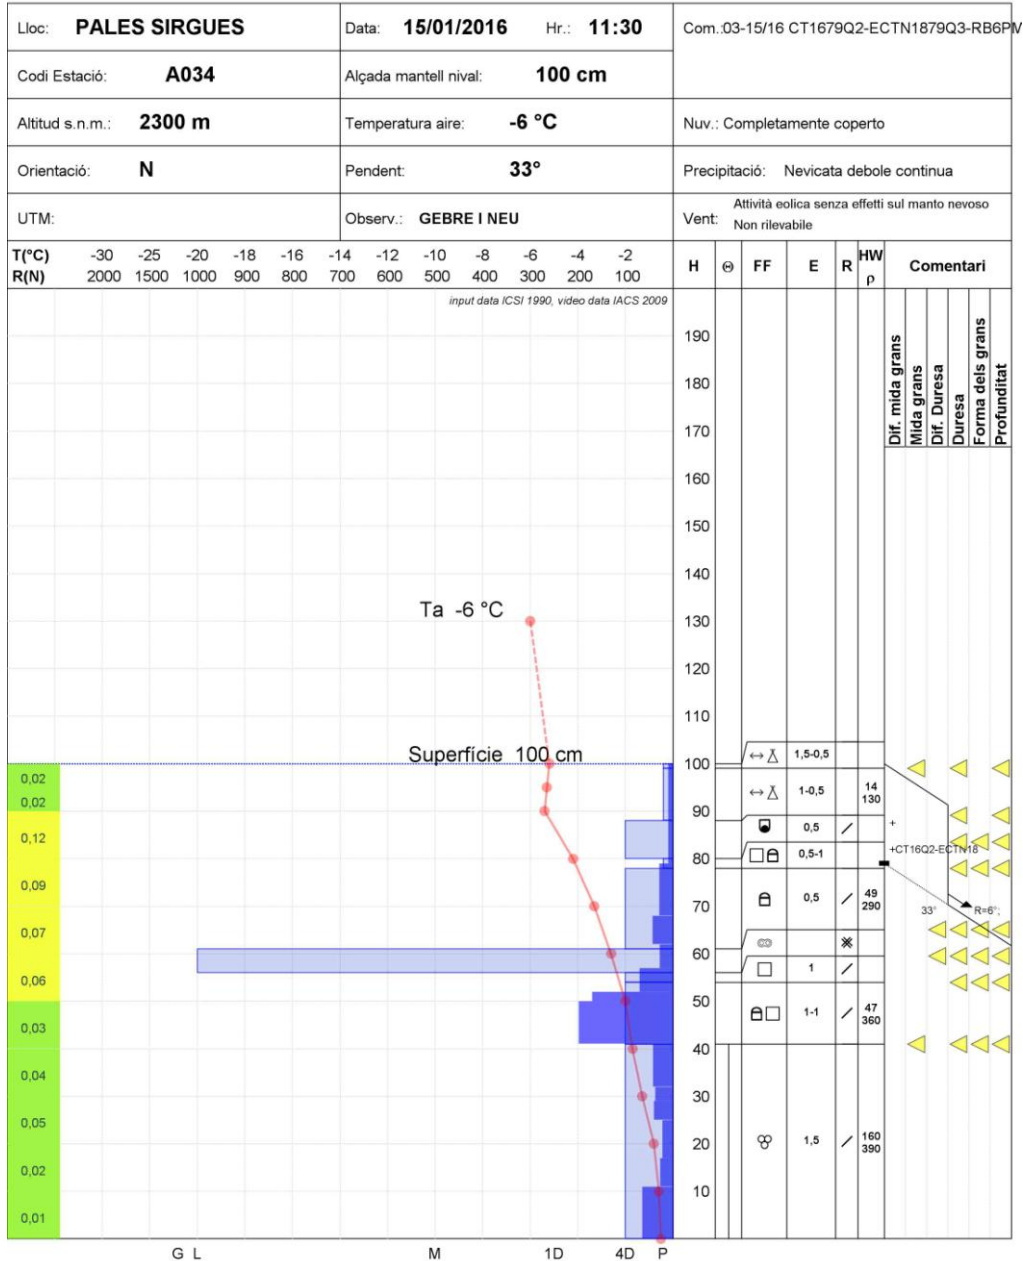 Lloc: PALES SIRGUES Data: 15/01/2016 Hr.: 11:30 Com.:03-15/16 CT1679Q2-ECTN1879Q3-RB6PM
Codi Estació: A034 Alçada mantell nival: 100 cm
Altitud s.n.m.: 2300 m Temperatura aire: -6 °C Nuv.: Completamente coperto
Orientació: N Pendent: 33° Precipitació: Nevicata debole continua
UTM: Observ.: GEBRE I NEU Vent: Attività eolica senza effetti sul manto nevoso
Non rilevabile
T(°C) -30 -25 -20 -18 -16 -14 -12 -10 -8 -6 -4 -2
R(N) 2000 1500 1000 900 800 700 600 500 400 300 200 100
H Θ FF E R HW ρ Comentari
input data ICSI 1990, video data IACS 2009
Dif. mida grans
Mida grans
Dif. Duresa
Duresa
Forma dels grans
Profunditat
190
180
170
160
150
140
Ta -6 °C 130
120
110
Superfície 100 cm 100 1,5-0,5
0,02
0,02 90 1-0,5 14
130
0,12 0,5 +
80 0,5-1 +CT16Q2-ECTN18
0,09 70 0,5 49
290 33° R=6°;
0,07
60 1
0,06
50 1-1 47
360
0,03
40
0,04
30
0,05
20 1,5 160
390
0,02
10
0,01
G L M 1D 4D P